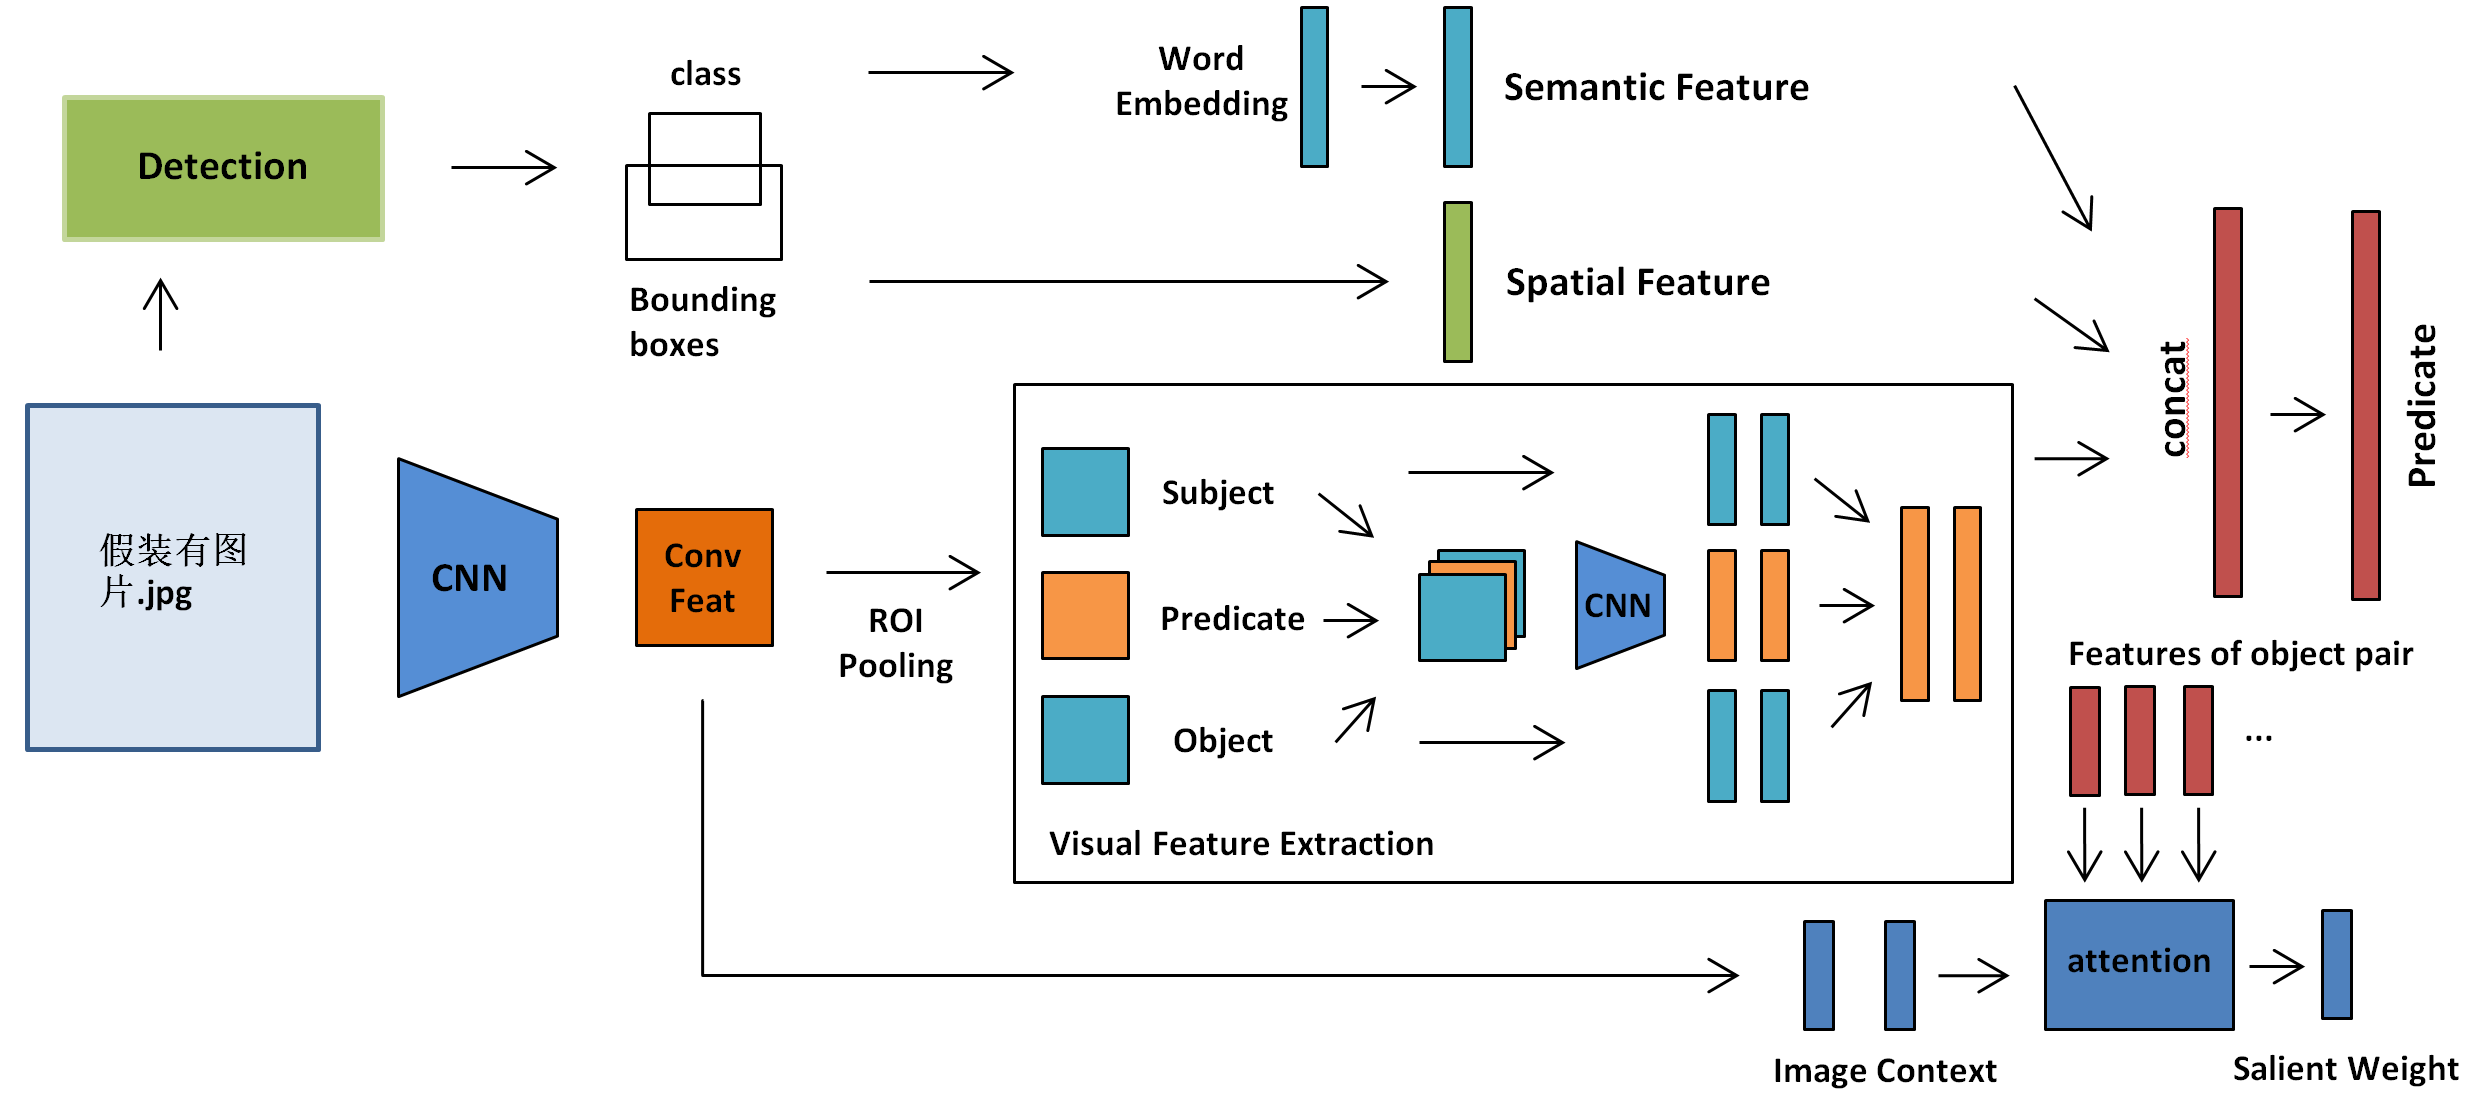 class
Word
Embedding
Semantic Feature
Detection
Bounding
boxes
Spatial Feature
concat
Predicate
假装有图
片.jpg
CNN
Conv
Feat
ROI
Pooling
Subject
Predicate
Object
CNN
Visual Feature Extraction
Features of object pair
...
attention
Image Context
Salient Weight